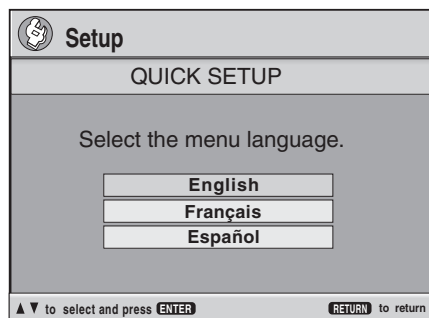 Setup
QUICK SETUP
Select the menu language.
English
Français
Español
▲ ▼ to select and press ENTER RETURN to return